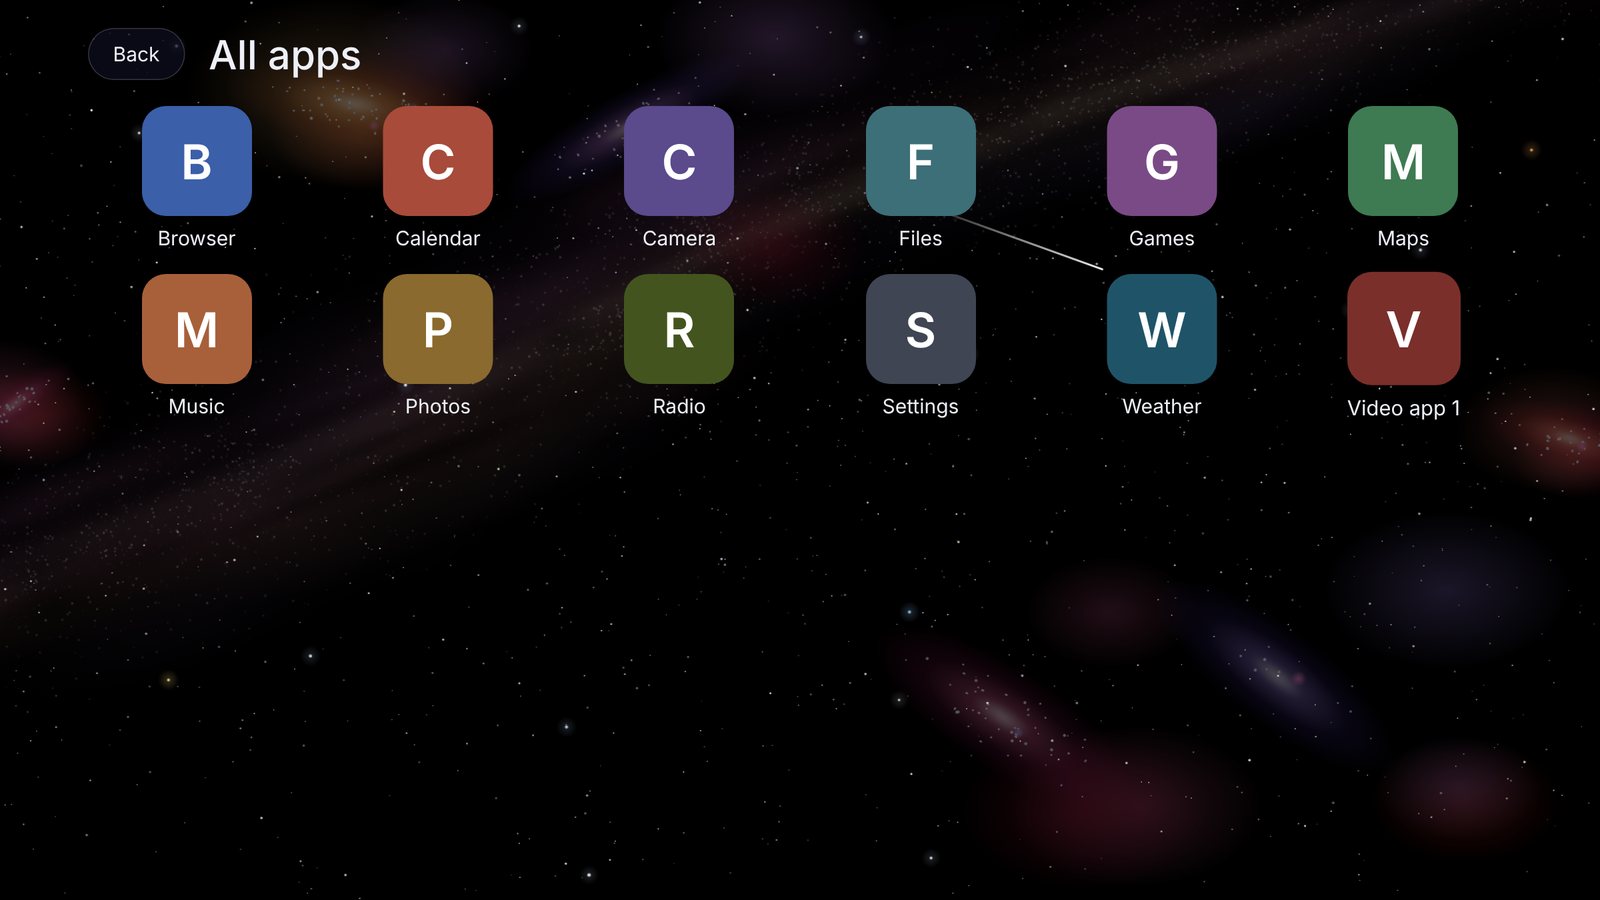 Back
All apps
B
C
C
F
G
M
Browser
Calendar
Camera
Files
Games
Maps
M
P
R
S
W
V
Music
Photos
Radio
Settings
Weather
Video app 1